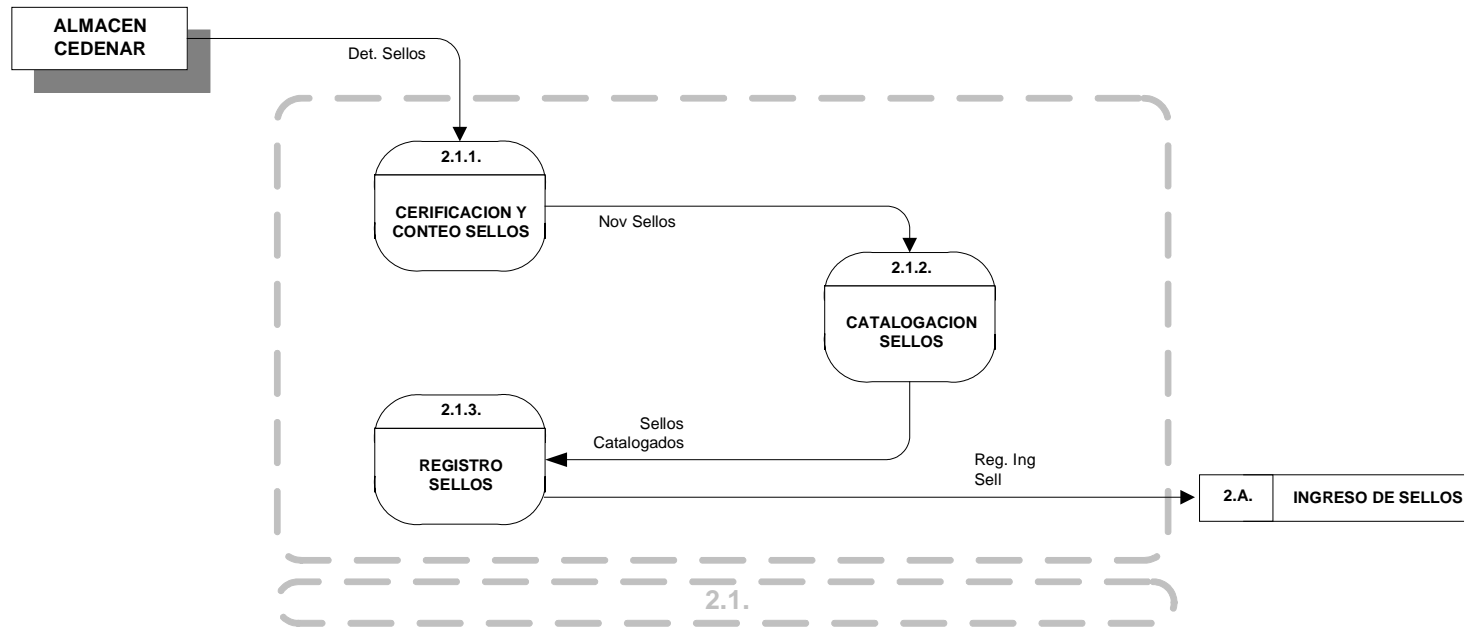 ALMACEN
CEDENAR
Det. Sellos
2.1.1.
CERIFICACION Y
CONTEO SELLOS
Nov Sellos
2.1.2.
CATALOGACION
SELLOS
2.1.3.
REGISTRO
SELLOS
Sellos
Catalogados
Reg. Ing
Sell
2.A.
INGRESO DE SELLOS
2.1.